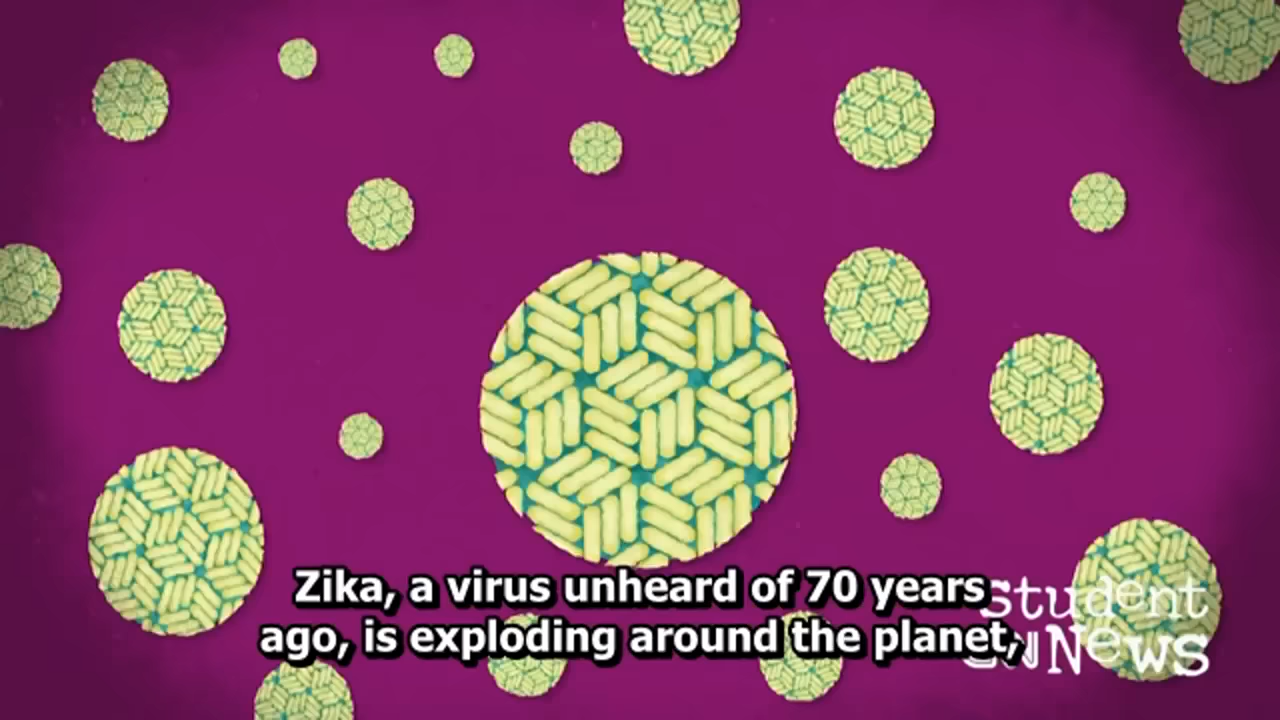 Zika, a virus unheard of 70 years
ago, is exploding around the planet,
student
News